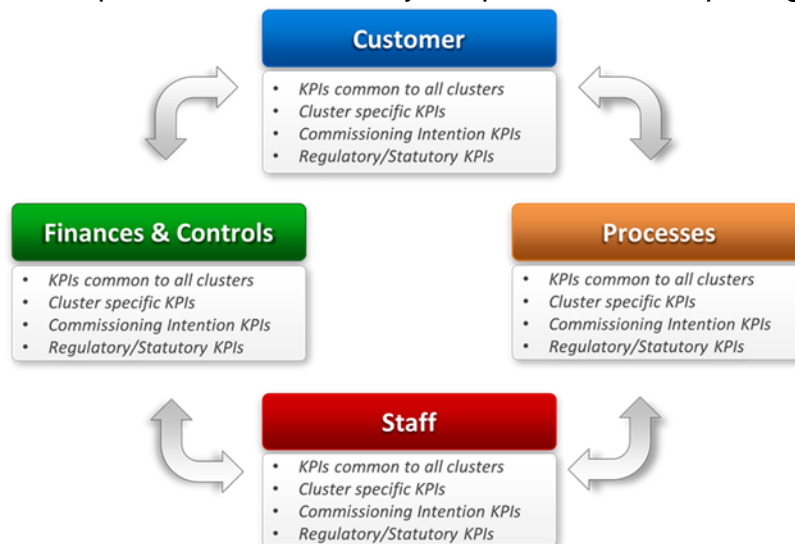 Customer
• KPIs common to all clusters
• Cluster specific KPIs
• Commissioning Intention KPIs
• Regulatory/Statutory KPIs
Finances & Controls
• KPIs common to all clusters
• Cluster specific KPIs
• Commissioning Intention KPIs
• Regulatory/Statutory KPIs
Processes
• KPIs common to all clusters
• Cluster specific KPIs
• Commissioning Intention KPIs
• Regulatory/Statutory KPIs
Staff
• KPIs common to all clusters
• Cluster specific KPIs
• Commissioning Intention KPIs
• Regulatory/Statutory KPIs